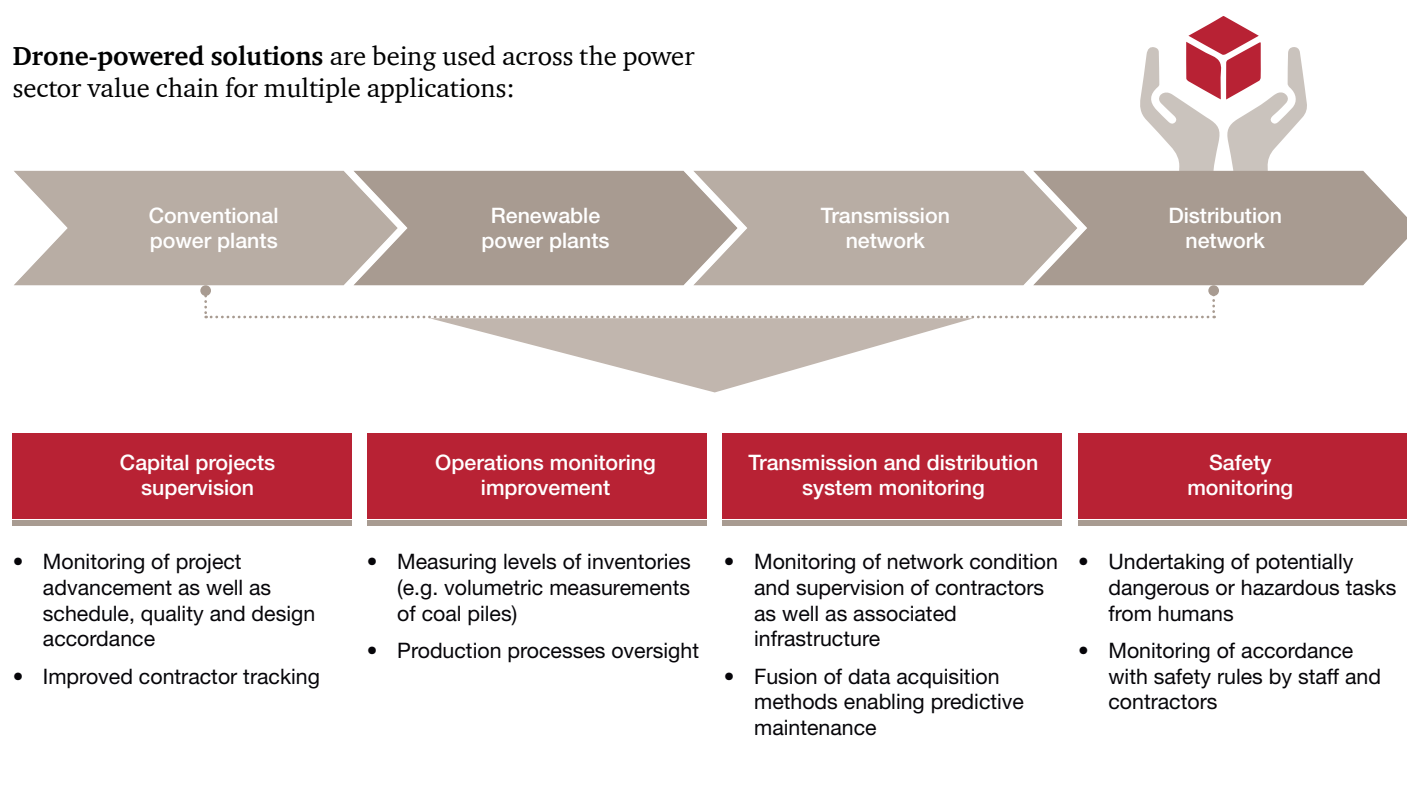 Drone-powered solutions are being used across the power
sector value chain for multiple applications:
Conventional
power plants
Renewable
power plants
Transmission
network
Distribution
network
Capital projects
supervision
• Monitoring of project
advancement as well as
schedule, quality and design
accordance
• Improved contractor tracking
Operations monitoring
improvement
• Measuring levels of inventories
(e.g. volumetric measurements
of coal piles)
• Production processes oversight
Transmission and distribution
system monitoring
• Monitoring of network condition
and supervision of contractors
as well as associated
infrastructure
• Fusion of data acquisition
methods enabling predictive
maintenance
Safety
monitoring
• Undertaking of potentially
dangerous or hazardous tasks
from humans
• Monitoring of accordance
with safety rules by staff and
contractors